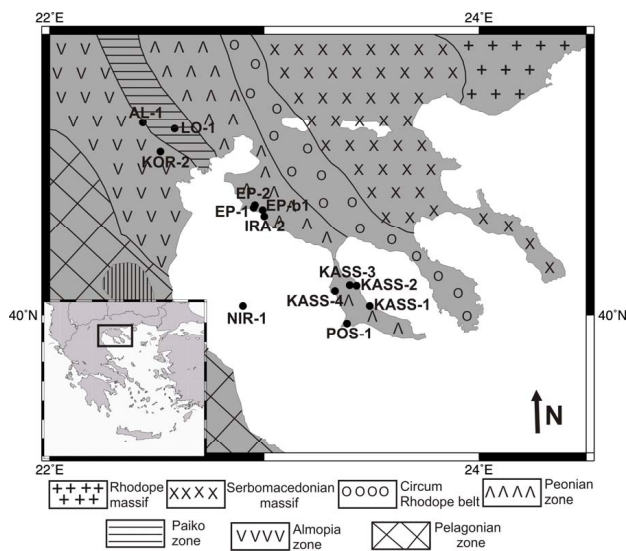 22°E
24°E
AL-1
LO-1
KOR-2
EP-2
EP-1
EP-b1
IRA-2
KASS-3
KASS-2
KASS-4
KASS-1
40°N
NIR-1
40°N
POS-1
N
22°E
24°E
Rhodope massif
Serbomacedonian massif
Circum Rhodope belt
Peonian zone
Paiko zone
Almopia zone
Pelagonian zone